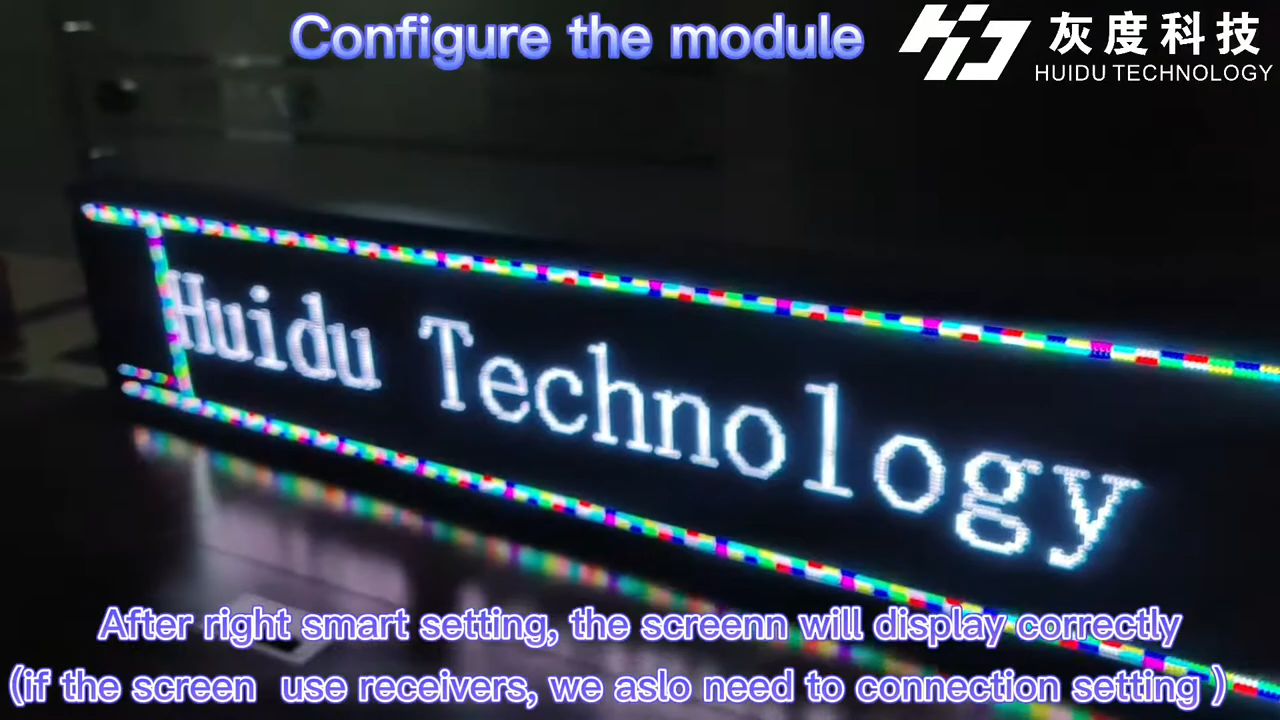 Configure the module
灰度科技
HUIDU TECHNOLOGY
Huidu Technology
After right smart setting, the screenn will display correctly
(if the screen  use receivers, we aslo need to connection setting )